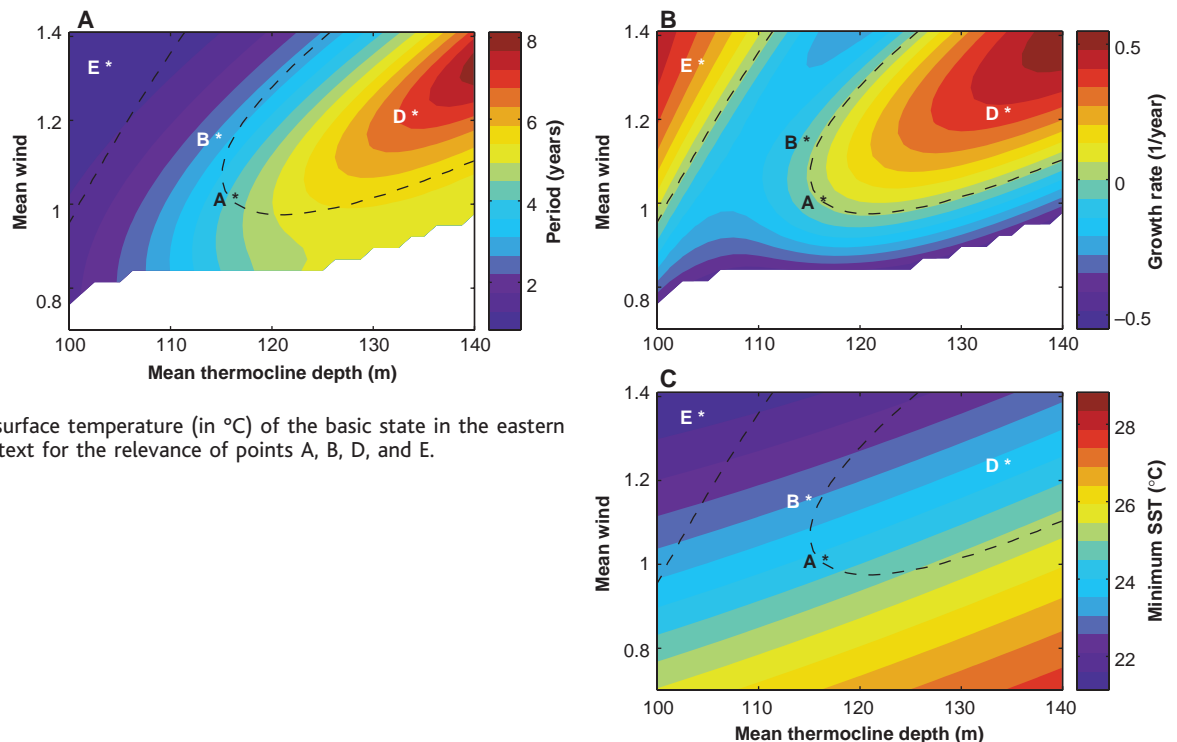 A
1.4
1.2
1
0.8
Mean wind
100 110 120 130 140
Mean thermocline depth (m)
E *
B *
A *
D *
8
6
4
2
Period (years)
B
1.4
1.2
1
0.8
Mean wind
100 110 120 130 140
E *
B *
A *
D *
0.5
0
–0.5
Growth rate (1/year)
surface temperature (in °C) of the basic state in the eastern
text for the relevance of points A, B, D, and E.
C
1.4
1.2
1
0.8
Mean wind
100 110 120 130 140
Mean thermocline depth (m)
E *
B *
A *
D *
28
26
24
22
Minimum SST (°C)